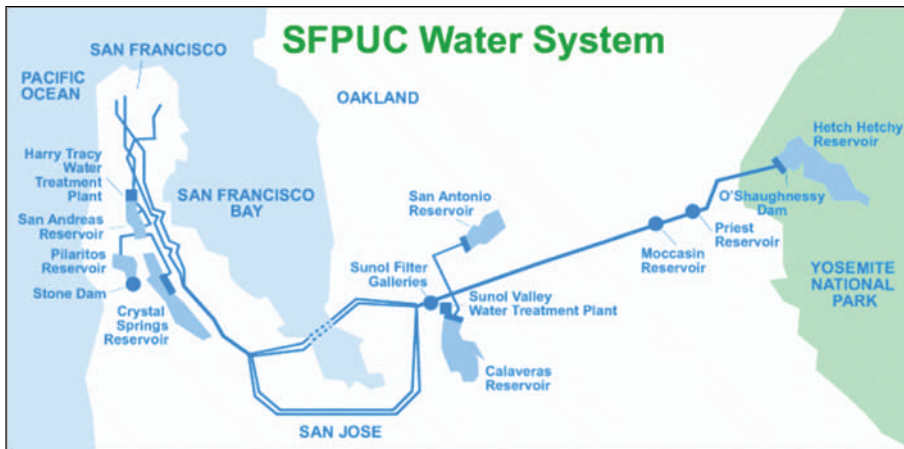 SFPUC Water System
SAN FRANCISCO
PACIFIC
OCEAN
OAKLAND
Harry Tracy
Water
Treatment
Plant
San Andreas
Reservoir
Pilaritos
Reservoir
Stone Dam
Crystal
Springs
Reservoir
SAN FRANCISCO
BAY
San Antonio
Reservoir
Sunol Filter
Galleries
Sunol Valley
Water Treatment Plant
Calaveras
Reservoir
SAN JOSE
Moccasin
Reservoir
Priest
Reservoir
Hetch Hetchy
Reservoir
O'Shaughnessy
Dam
YOSEMITE
NATIONAL
PARK